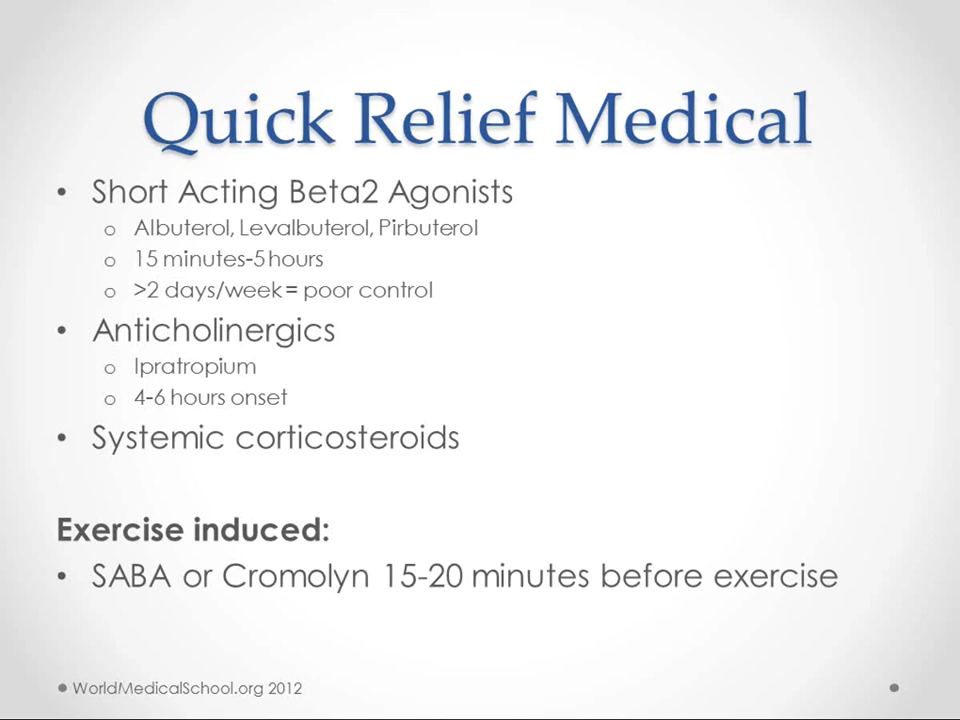 Quick Relief Medical
• Short Acting Beta2 Agonists
o Albuterol, Levalbuterol, Pirbuterol
o 15 minutes-5 hours
o >2 days/week = poor control
• Anticholinergics
o Ipratropium
o 4-6 hours onset
• Systemic corticosteroids
Exercise induced:
• SABA or Cromolyn 15-20 minutes before exercise
WorldMedicalSchool.org 2012